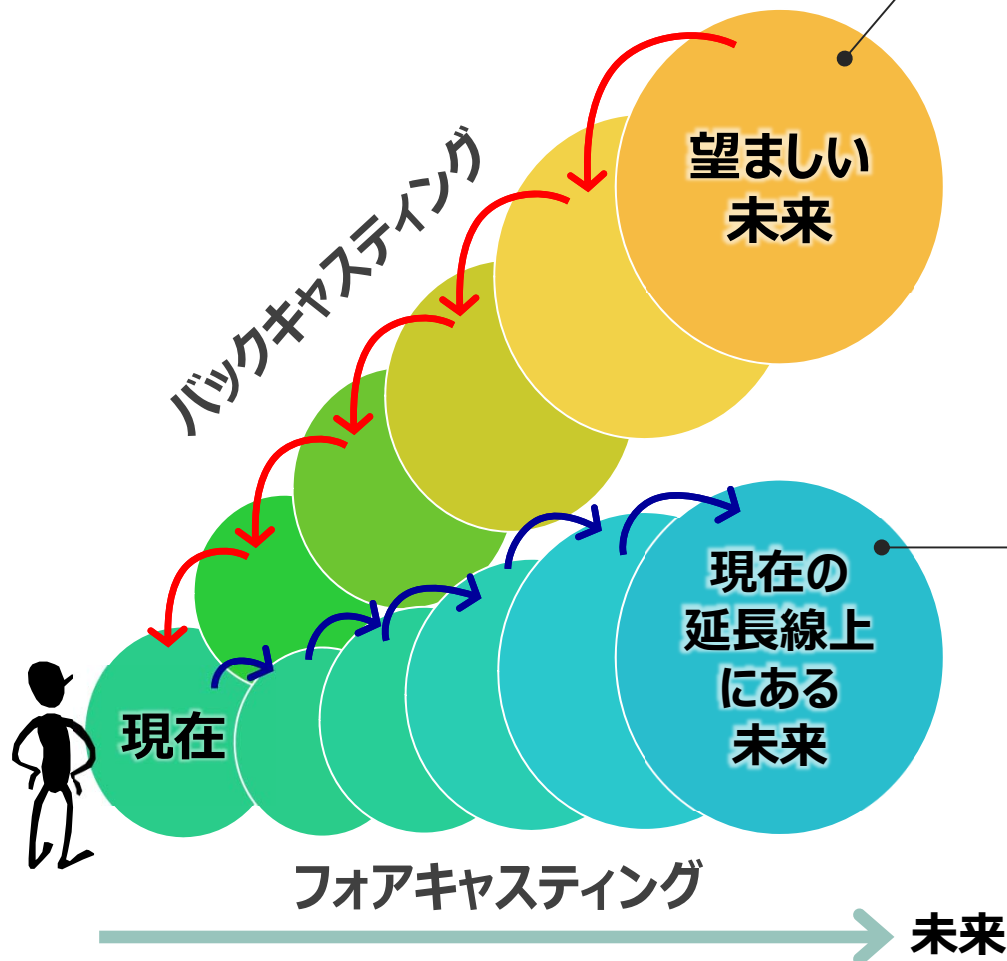 望ましい
未来
バックキャスティング
現在の
延長線上
にある
未来
現在
フォアキャスティング
未来